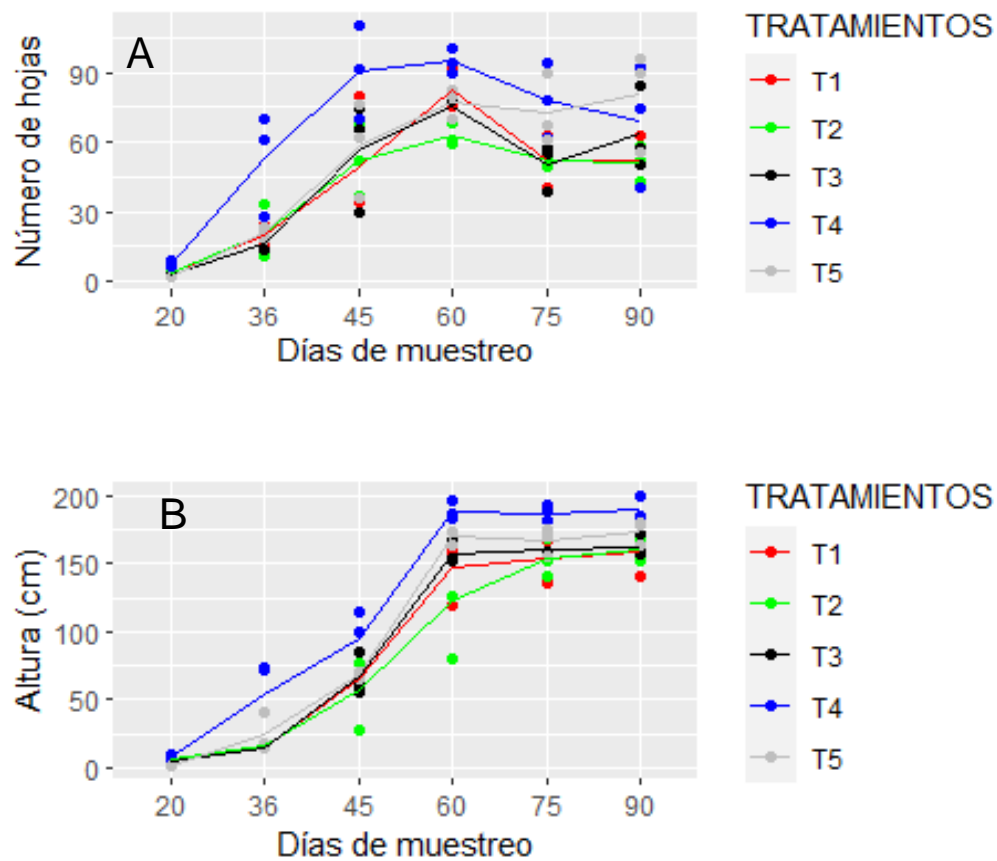 A
Número de hojas
90
60
30
0
20 36 45 60 75 90
Días de muestreo
TRATAMIENTOS
T1
T2
T3
T4
T5
B
Altura (cm)
200
150
100
50
0
20 36 45 60 75 90
Días de muestreo
TRATAMIENTOS
T1
T2
T3
T4
T5